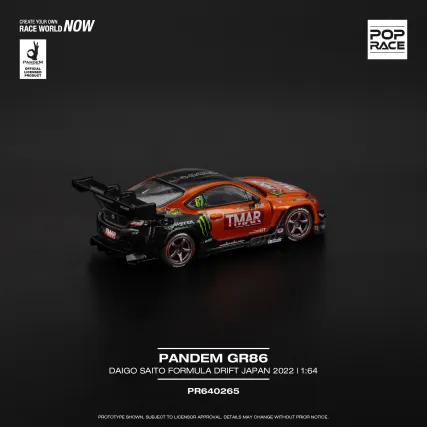 CREATE YOUR OWN
RACE WORLD NOW
PANDEM
OFFICIAL
LICENSED
PRODUCT
POP
RACE
TMAR
PANDEM GR86
DAIGO SAITO FORMULA DRIFT JAPAN 2022 | 1:64
PR640265
PROTOTYPE SHOWN, SUBJECT TO LICENSOR APPROVAL. DETAILS MAY CHANGE WITHOUT PRIOR NOTICE.